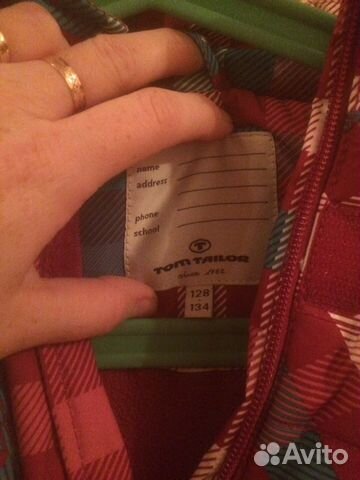 name
address
phone
school
TOM TAILOR
since 1962
128
134
Avito